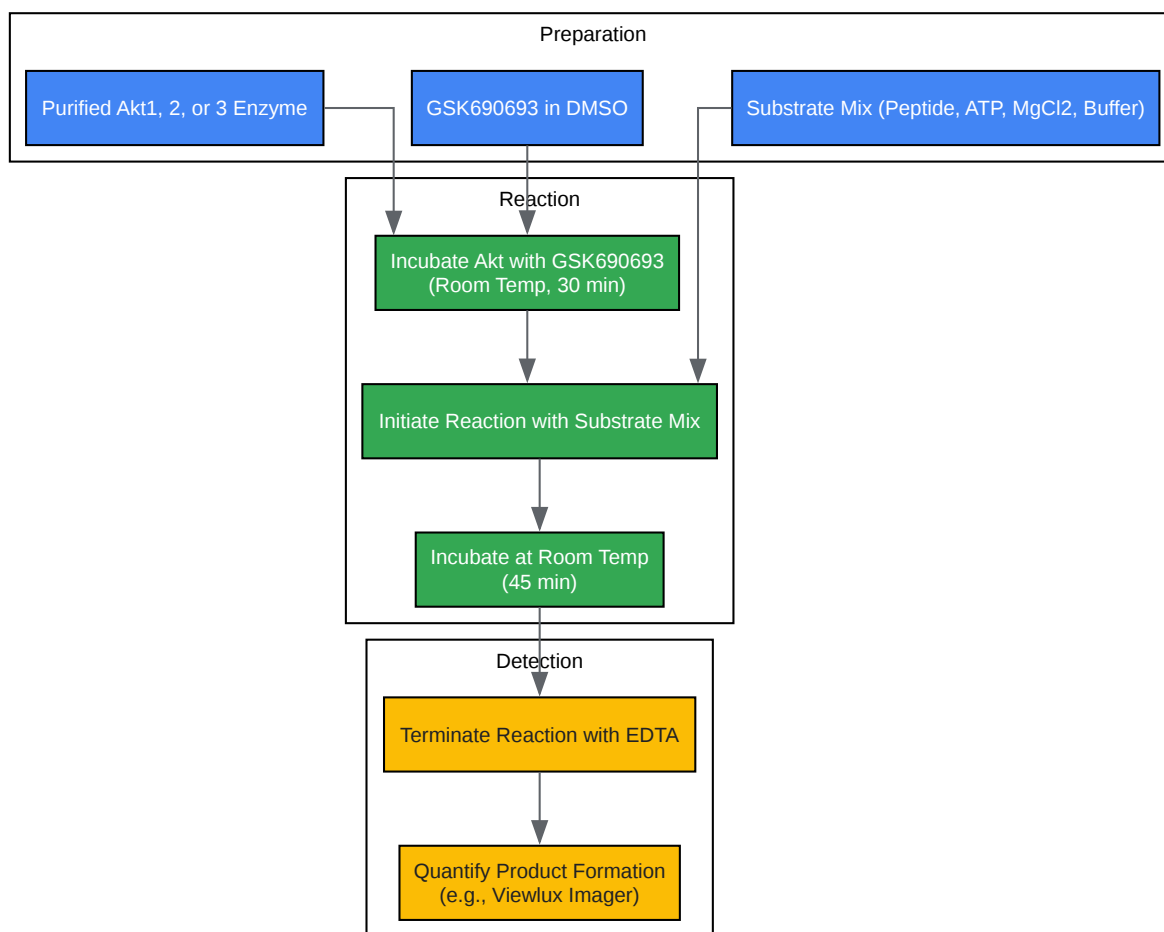 Preparation
Purified Akt1, 2, or 3 Enzyme
GSK690693 in DMSO
Substrate Mix (Peptide, ATP, MgCl2, Buffer)
Reaction
Incubate Akt with GSK690693
(Room Temp, 30 min)
Initiate Reaction with Substrate Mix
Incubate at Room Temp
(45 min)
Detection
Terminate Reaction with EDTA
Quantify Product Formation
(e.g., Viewlux Imager)